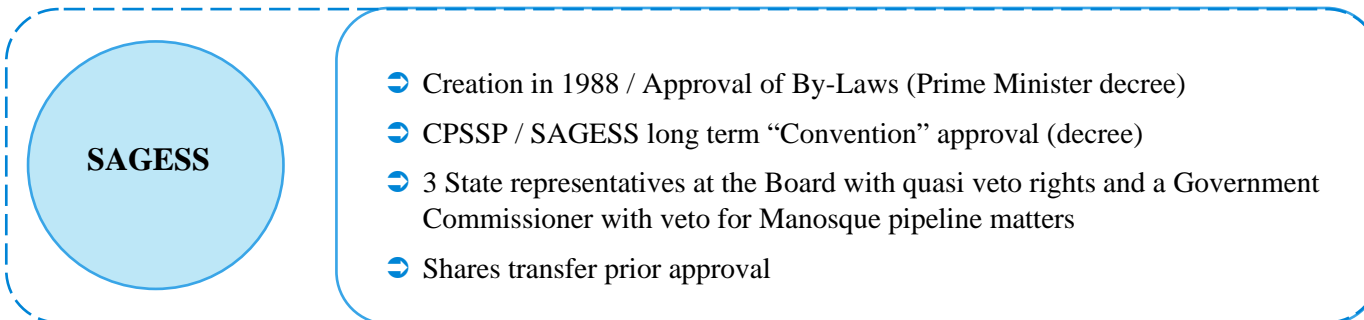 SAGESS
➲ Creation in 1988 / Approval of By-Laws (Prime Minister decree)
➲ CPSSP / SAGESS long term “Convention” approval (decree)
➲ 3 State representatives at the Board with quasi veto rights and a Government
Commissioner with veto for Manosque pipeline matters
➲ Shares transfer prior approval